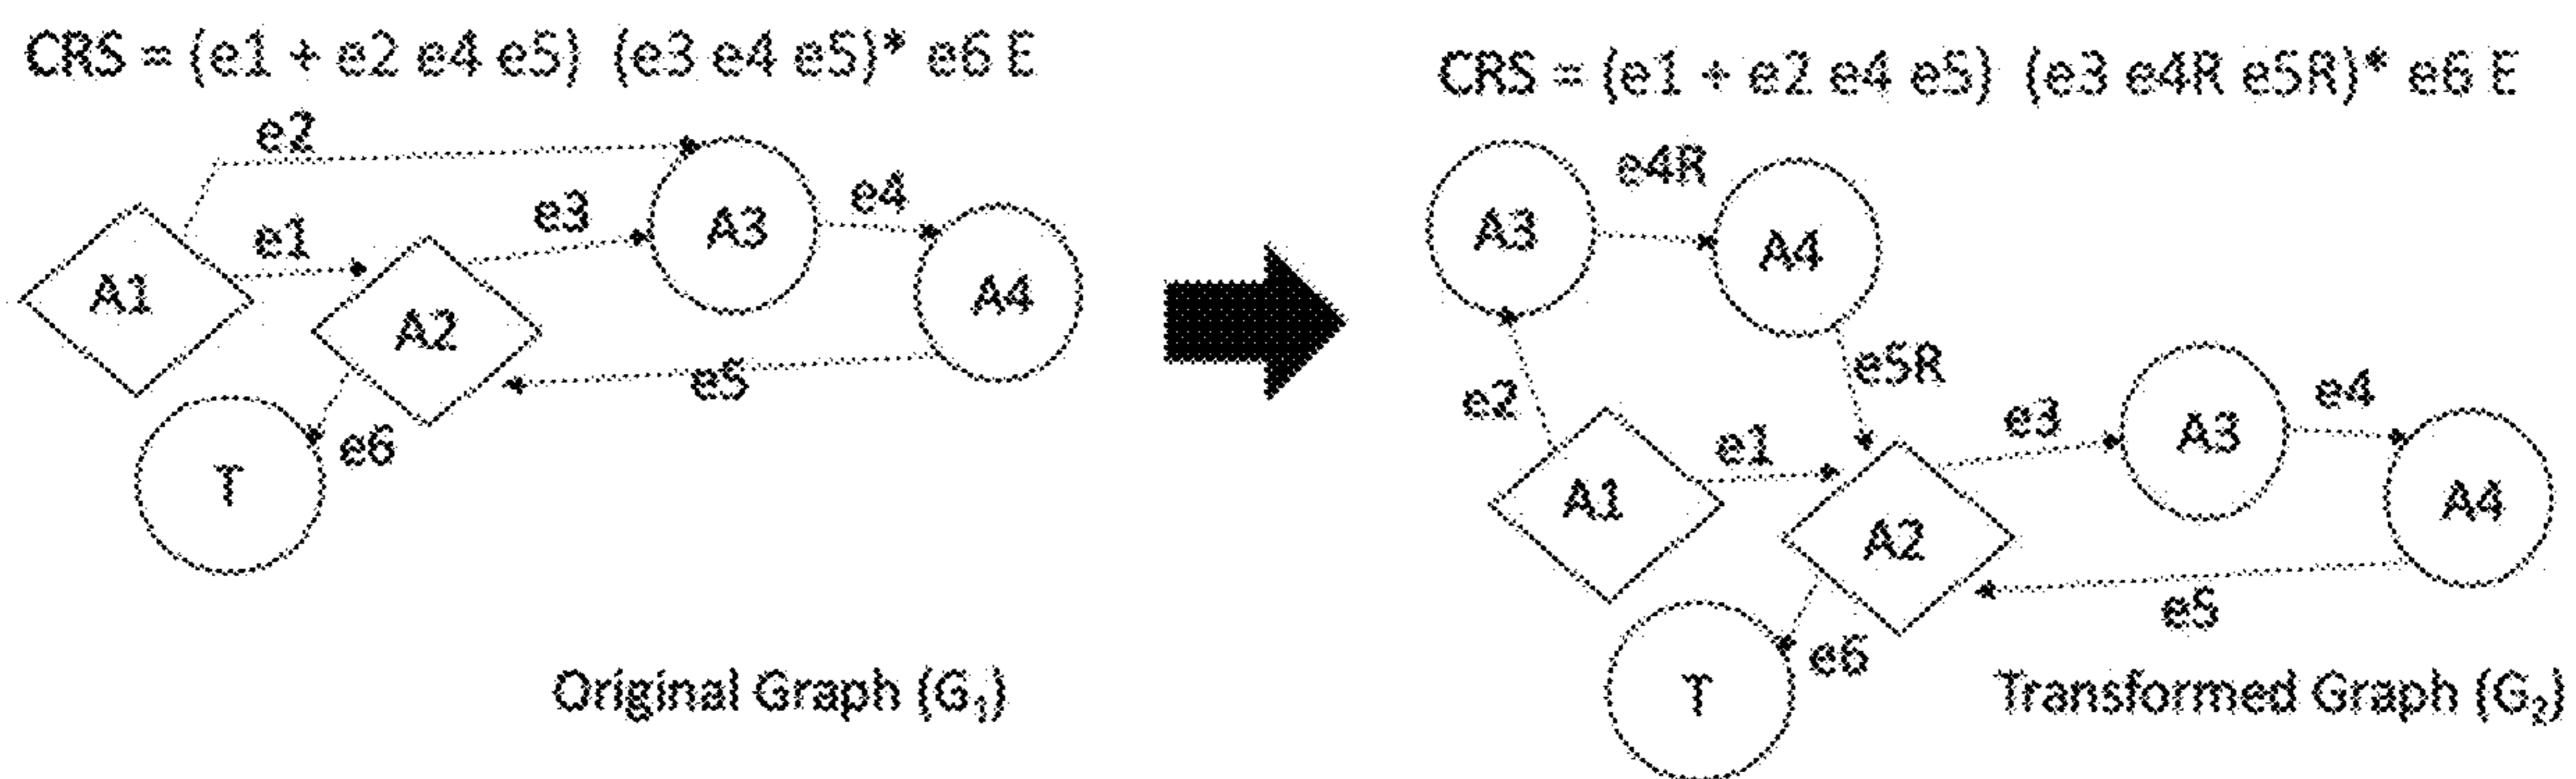 CRS = (e1 + e2 e4 e5) (e3 e4 e5)* e6 E
e2
e1
e3
e4
A1
A2
A3
A4
e5
e6
T
Original Graph (G₁)
CRS = (e1 + e2 e4 e5) (e3 e4R e5R)* e6 E
A3
e4R
A4
e2
e5R
e1
e3
e4
A1
A2
A3
A4
e5
e6
T
Transformed Graph (G₂)